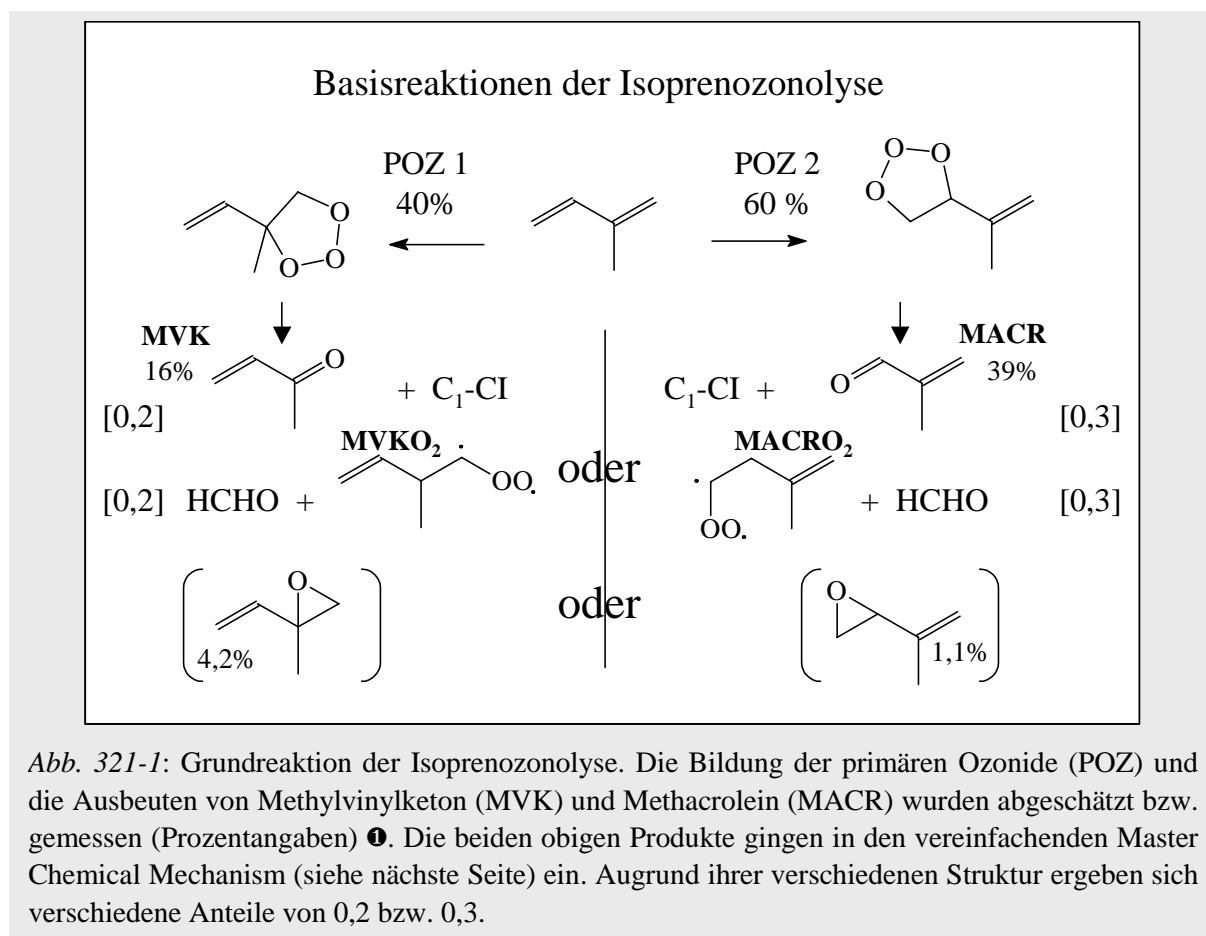 Basisreaktionen der Isoprenozonolyse
POZ 1
40%
POZ 2
60 %
O
O
O
O
O
O
MVK
16%
O
+ C₁-CI
[0,2]
C₁-CI +
O
MACR
39%
[0,3]
MVKO₂
OO.
oder
MACRO₂
OO.
[0,2] HCHO +
+ HCHO [0,3]
O
4,2%
oder
O
1,1%
Abb. 321-1: Grundreaktion der Isoprenozonolyse. Die Bildung der primären Ozonide (POZ) und
die Ausbeuten von Methylvinylketon (MVK) und Methacrolein (MACR) wurden abgeschätzt bzw.
gemessen (Prozentangaben) ❶. Die beiden obigen Produkte gingen in den vereinfachenden Master
Chemical Mechanism (siehe nächste Seite) ein. Augrund ihrer verschiedenen Struktur ergeben sich
verschiedene Anteile von 0,2 bzw. 0,3.